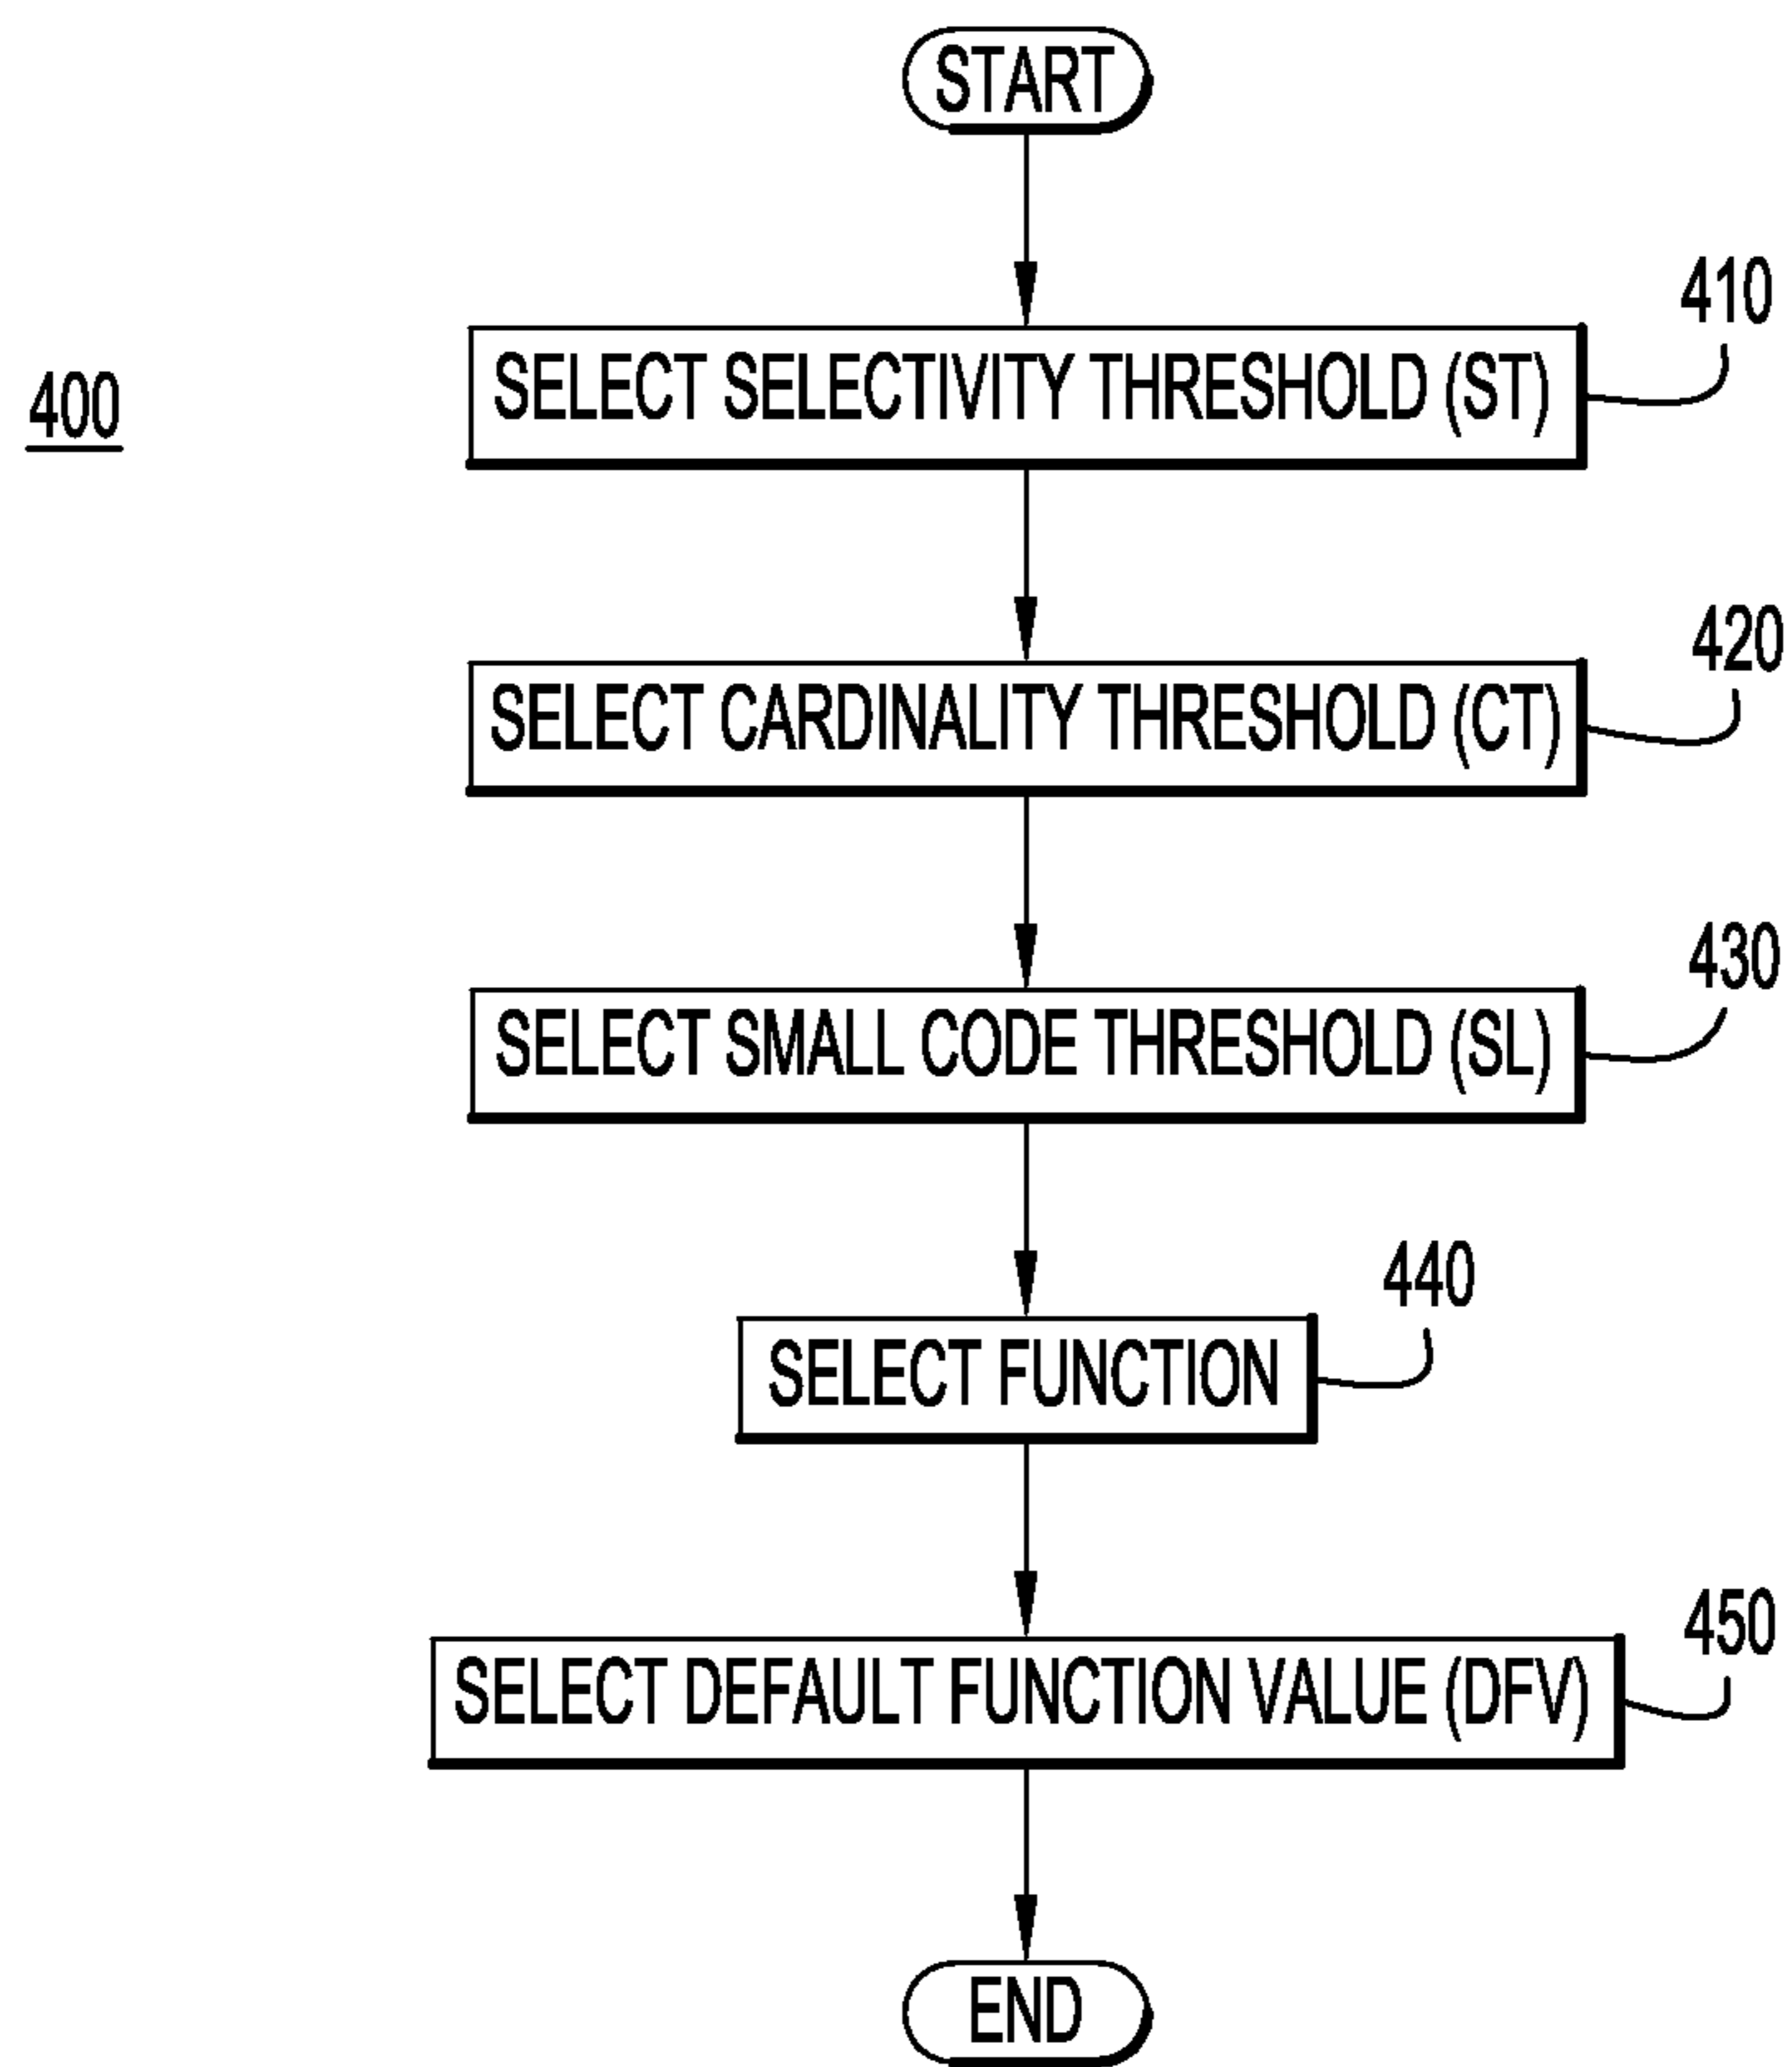 START
410
400
SELECT SELECTIVITY THRESHOLD (ST)
420
SELECT CARDINALITY THRESHOLD (CT)
430
SELECT SMALL CODE THRESHOLD (SL)
440
SELECT FUNCTION
450
SELECT DEFAULT FUNCTION VALUE (DFV)
END